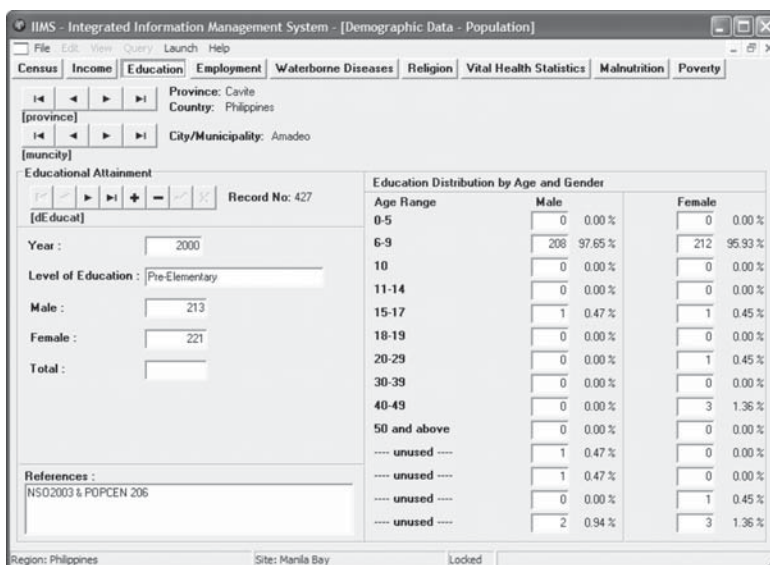 IIMS - Integrated Information Management System - [Demographic Data - Population]
File Edit View Query Launch Help
Census Income Education Employment Waterborne Diseases Religion Vital Health Statistics Malnutrition Poverty
Province: Cavite
Country: Philippines
[province]
City/Municipality: Amadeo
[muncity]
Educational Attainment
Record No: 427
[dEducat]
Year : 2000
Level of Education : Pre-Elementary
Male : 213
Female : 221
Total :
References :
NSO2003 & POPCEN 206
Education Distribution by Age and Gender
Age Range Male Female
0-5 0 0.00 % 0 0.00 %
6-9 208 97.65 % 212 95.93 %
10 0 0.00 % 0 0.00 %
11-14 0 0.00 % 0 0.00 %
15-17 1 0.47 % 1 0.45 %
18-19 0 0.00 % 0 0.00 %
20-29 0 0.00 % 1 0.45 %
30-39 0 0.00 % 0 0.00 %
40-49 0 0.00 % 3 1.36 %
50 and above 0 0.00 % 0 0.00 %
---- unused ---- 1 0.47 % 0 0.00 %
---- unused ---- 1 0.47 % 0 0.00 %
---- unused ---- 0 0.00 % 1 0.45 %
---- unused ---- 2 0.94 % 3 1.36 %
Region: Philippines Site: Manila Bay Locked